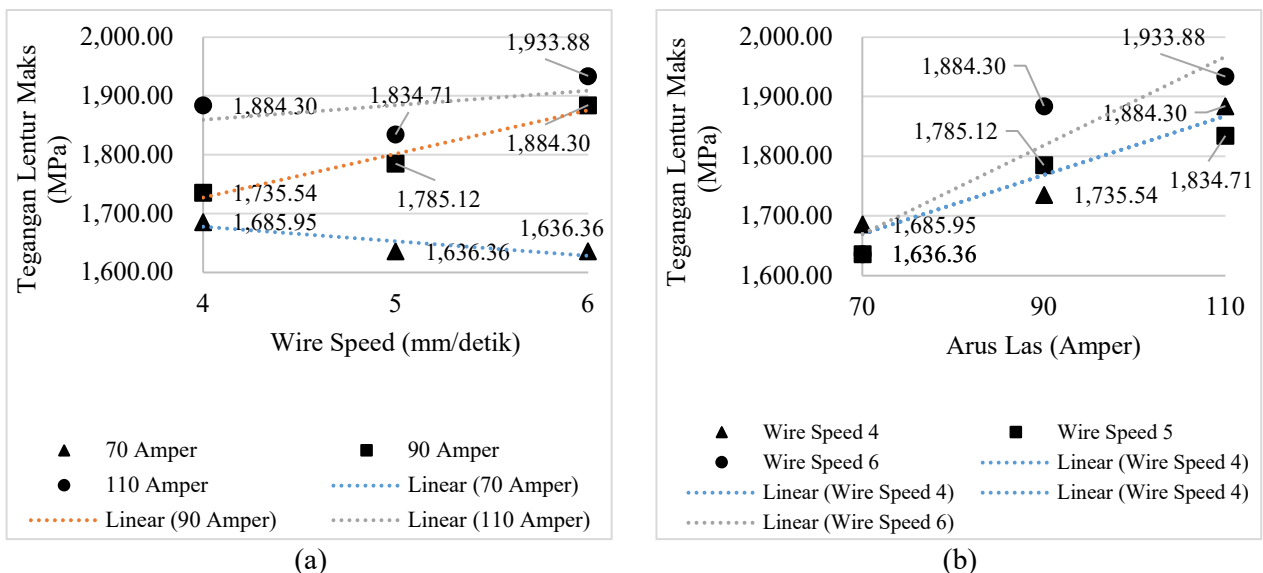 Tegangan Lentur Maks
(MPa)
2,000.00
1,900.00
1,800.00
1,700.00
1,600.00
1,933.88
1,884.30
1,834.71
1,884.30
1,735.54
1,785.12
1,685.95
1,636.36
1,636.36
4 5 6
Wire Speed (mm/detik)
70 Amper 90 Amper
110 Amper Linear (70 Amper)
Linear (90 Amper) Linear (110 Amper)
(a)
Tegangan Lentur Maks
(MPa)
2,000.00
1,900.00
1,800.00
1,700.00
1,600.00
1,933.88
1,884.30
1,884.30
1,785.12
1,834.71
1,735.54
1,685.95
1,636.36
70 90 110
Arus Las (Amper)
Wire Speed 4 Wire Speed 5
Wire Speed 6 Linear (Wire Speed 4)
Linear (Wire Speed 4) Linear (Wire Speed 4)
Linear (Wire Speed 6)
(b)